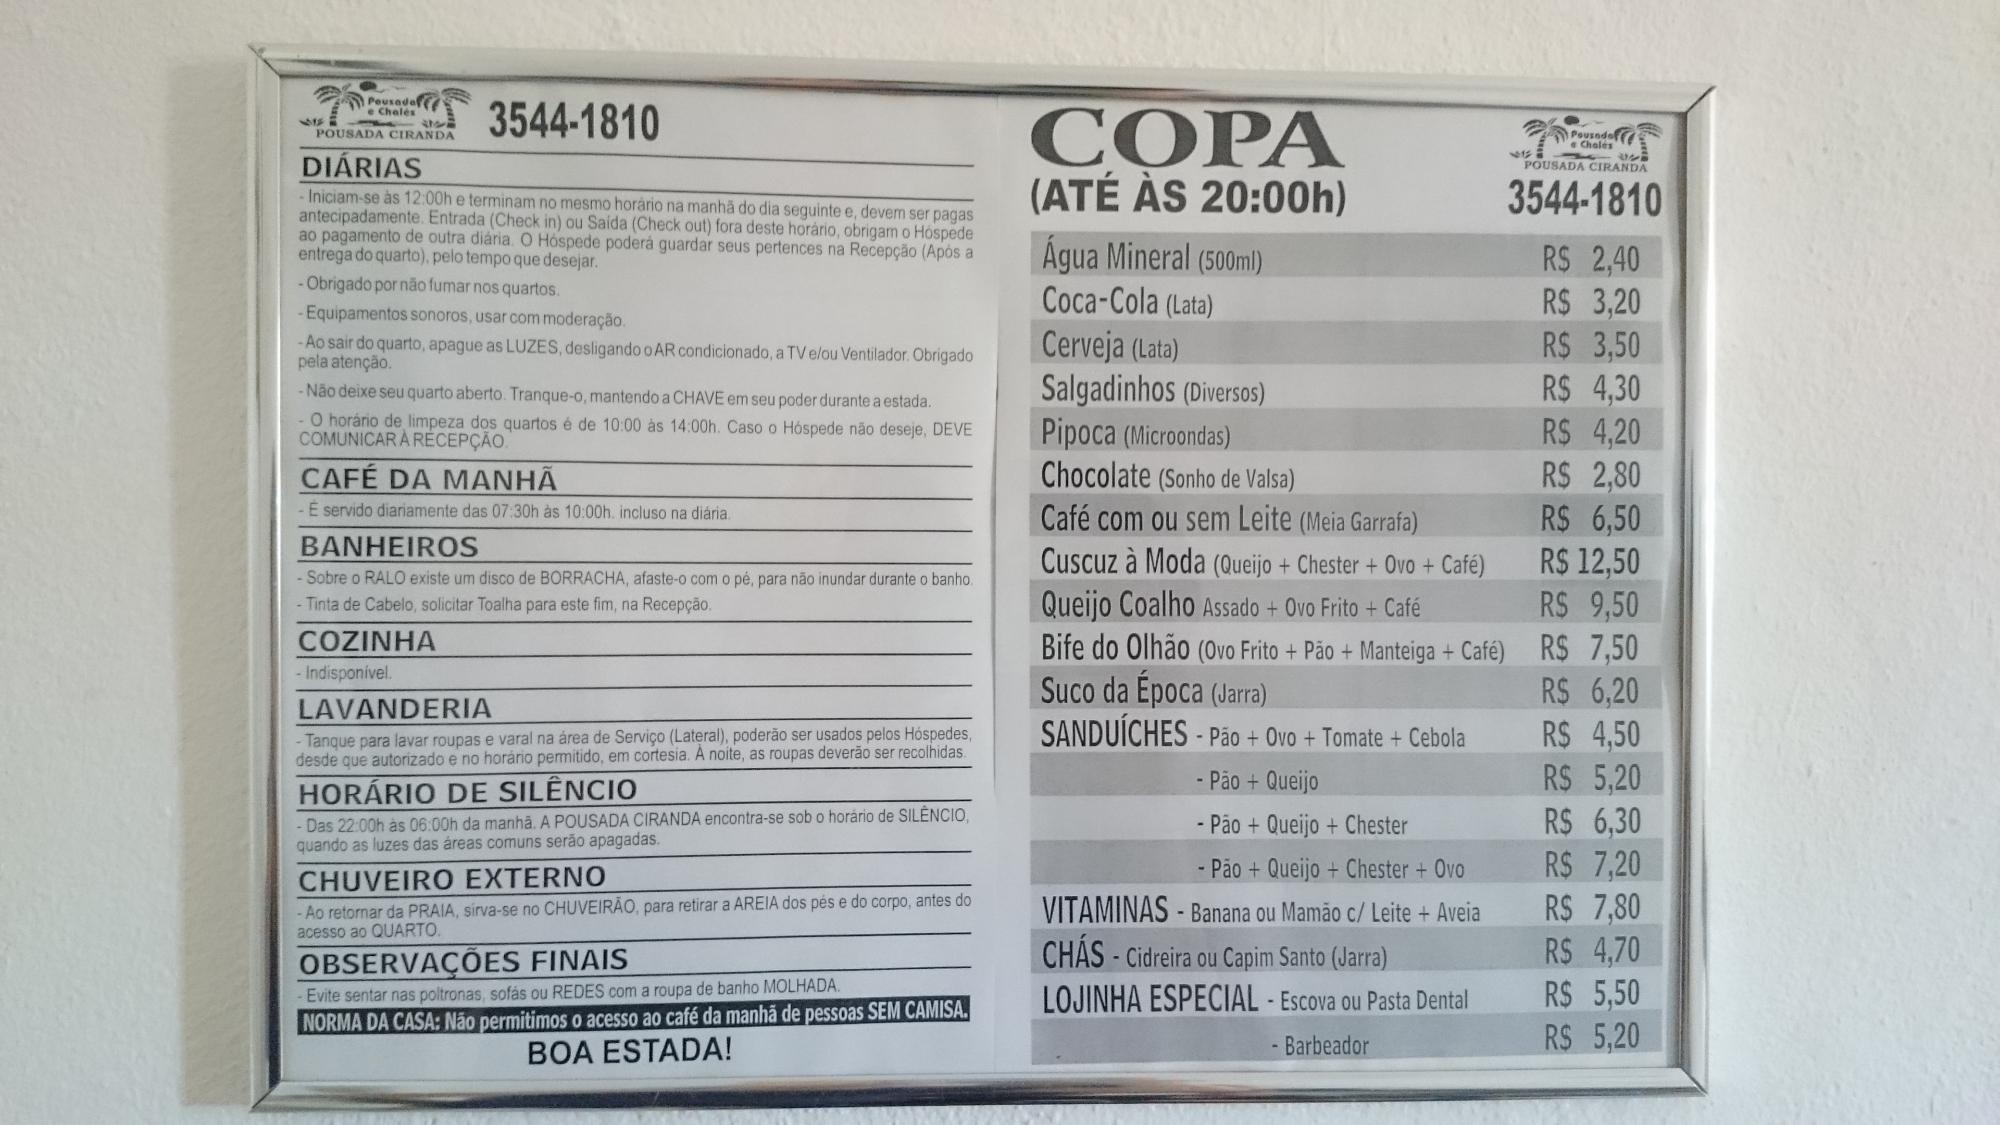 Pousada
e Chalés
POUSADA CIRANDA
3544-1810
DIÁRIAS
- Iniciam-se às 12:00h e terminam no mesmo horário na manhã do dia seguinte e, devem ser pagas
antecipadamente. Entrada (Check in) ou Saída (Check out) fora deste horário, obrigam o Hóspede
ao pagamento de outra diária. O Hóspede poderá guardar seus pertences na Recepção (Após a
entrega do quarto), pelo tempo que desejar.
- Obrigado por não fumar nos quartos.
- Equipamentos sonoros, usar com moderação.
- Ao sair do quarto, apague as LUZES, desligando o AR condicionado, a TV e/ou Ventilador. Obrigado
pela atenção.
- Não deixe seu quarto aberto. Tranque-o, mantendo a CHAVE em seu poder durante a estada.
- O horário de limpeza dos quartos é de 10:00 às 14:00h. Caso o Hóspede não deseje, DEVE
COMUNICAR À RECEPÇÃO.
CAFÉ DA MANHÃ
- É servido diariamente das 07:30h às 10:00h. incluso na diária.
BANHEIROS
- Sobre o RALO existe um disco de BORRACHA, afaste-o com o pé, para não inundar durante o banho.
- Tinta de Cabelo, solicitar Toalha para este fim, na Recepção.
COZINHA
- Indisponível.
LAVANDERIA
- Tanque para lavar roupas e varal na área de Serviço (Lateral), poderão ser usados pelos Hóspedes,
desde que autorizado e no horário permitido, em cortesia. À noite, as roupas deverão ser recolhidas.
HORÁRIO DE SILÊNCIO
- Das 22:00h às 06:00h da manhã. A POUSADA CIRANDA encontra-se sob o horário de SILÊNCIO,
quando as luzes das áreas comuns serão apagadas.
CHUVEIRO EXTERNO
- Ao retornar da PRAIA, sirva-se no CHUVEIRÃO, para retirar a AREIA dos pés e do corpo, antes do
acesso ao QUARTO.
OBSERVAÇÕES FINAIS
- Evite sentar nas poltronas, sofás ou REDES com a roupa de banho MOLHADA.
NORMA DA CASA: Não permitimos o acesso ao café da manhã de pessoas SEM CAMISA.
BOA ESTADA!
COPA
(ATÉ ÀS 20:00h)
Pousada
e Chalés
POUSADA CIRANDA
3544-1810
Água Mineral (500ml) R$ 2,40
Coca-Cola (Lata) R$ 3,20
Cerveja (Lata) R$ 3,50
Salgadinhos (Diversos) R$ 4,30
Pipoca (Microondas) R$ 4,20
Chocolate (Sonho de Valsa) R$ 2,80
Café com ou sem Leite (Meia Garrafa) R$ 6,50
Cuscuz à Moda (Queijo + Chester + Ovo + Café) R$ 12,50
Queijo Coalho Assado + Ovo Frito + Café R$ 9,50
Bife do Olhão (Ovo Frito + Pão + Manteiga + Café) R$ 7,50
Suco da Época (Jarra) R$ 6,20
SANDUÍCHES - Pão + Ovo + Tomate + Cebola R$ 4,50
- Pão + Queijo R$ 5,20
- Pão + Queijo + Chester R$ 6,30
- Pão + Queijo + Chester + Ovo R$ 7,20
VITAMINAS - Banana ou Mamão c/ Leite + Aveia R$ 7,80
CHÁS - Cidreira ou Capim Santo (Jarra) R$ 4,70
LOJINHA ESPECIAL - Escova ou Pasta Dental R$ 5,50
- Barbeador R$ 5,20